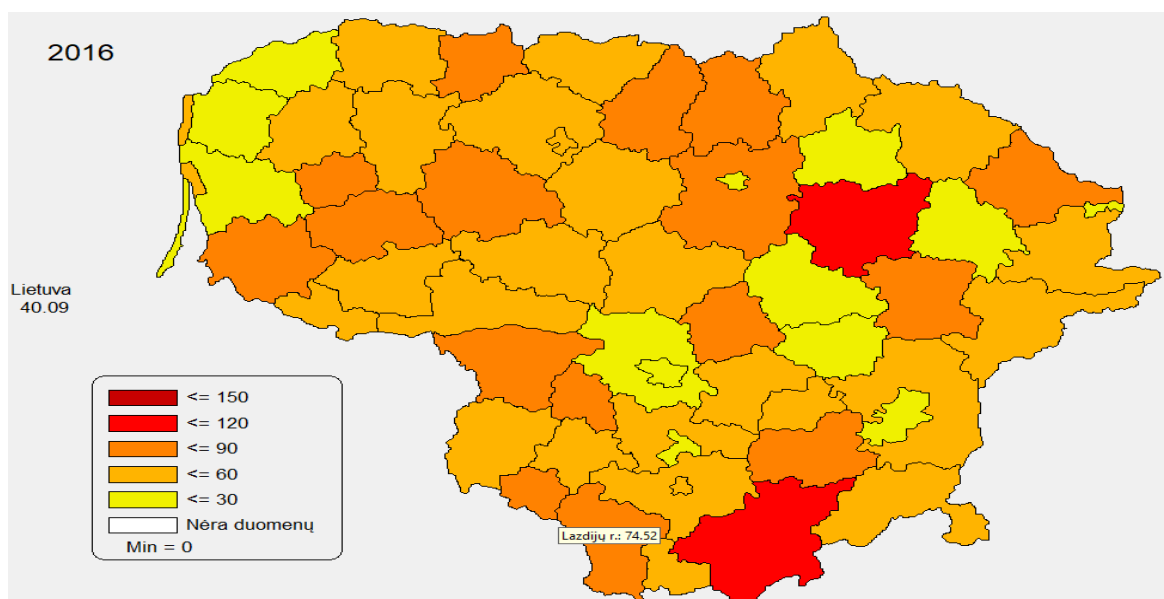 2016
Lietuva
40.09
<= 150
<= 120
<= 90
<= 60
<= 30
Nėra duomenų
Min = 0
Lazdijų r.: 74.52